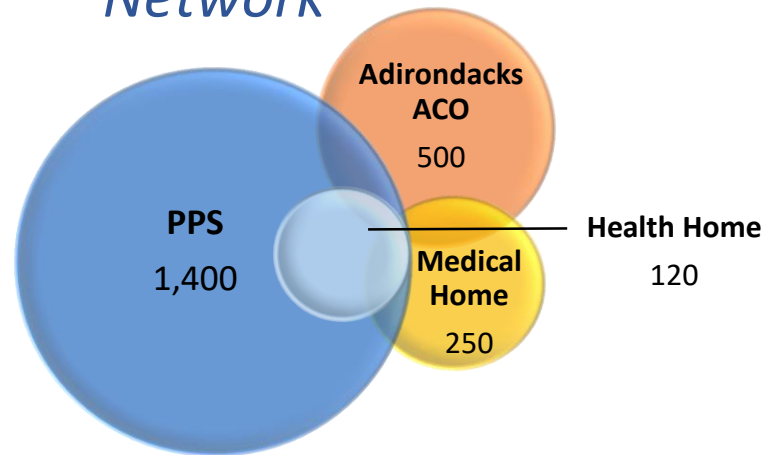 Network
Adirondacks
ACO
500
PPS
1,400
Health Home
120
Medical
Home
250